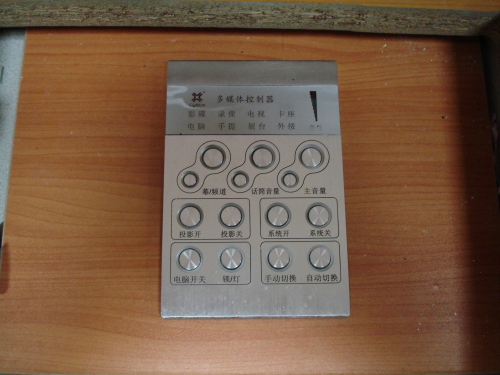 多媒体控制器
影碟 录像 电视 卡座
电脑 手提 展台 外接
幕/频道 话筒音量 主音量
投影开 投影关 系统开 系统关
电脑开关 锁/灯 手动切换 自动切换